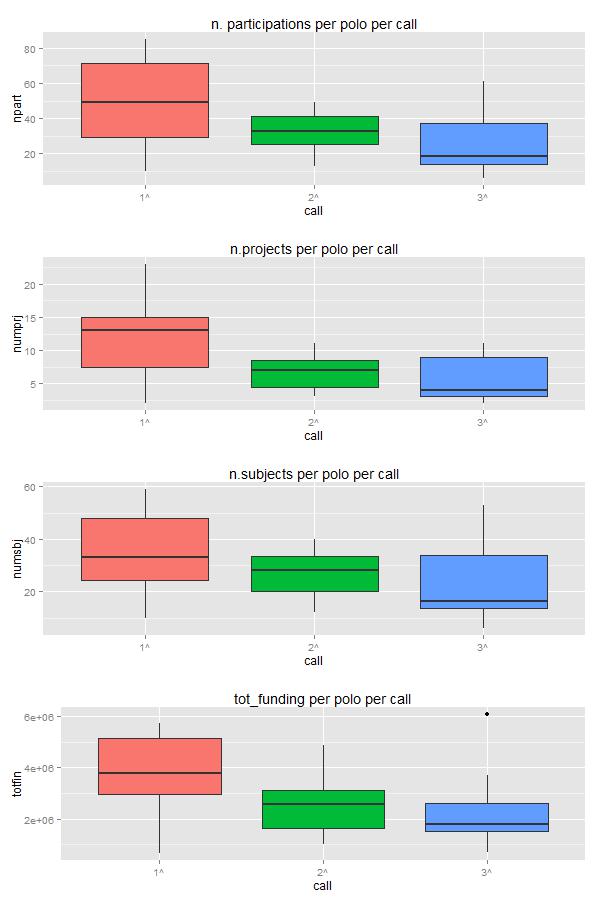 n. participations per polo per call
80
60
40
20
npart
1^ 2^ 3^
call
n.projects per polo per call
20
15
10
5
numprj
1^ 2^ 3^
call
n.subjects per polo per call
60
40
20
numsbj
1^ 2^ 3^
call
tot_funding per polo per call
6e+06
4e+06
2e+06
totfin
1^ 2^ 3^
call